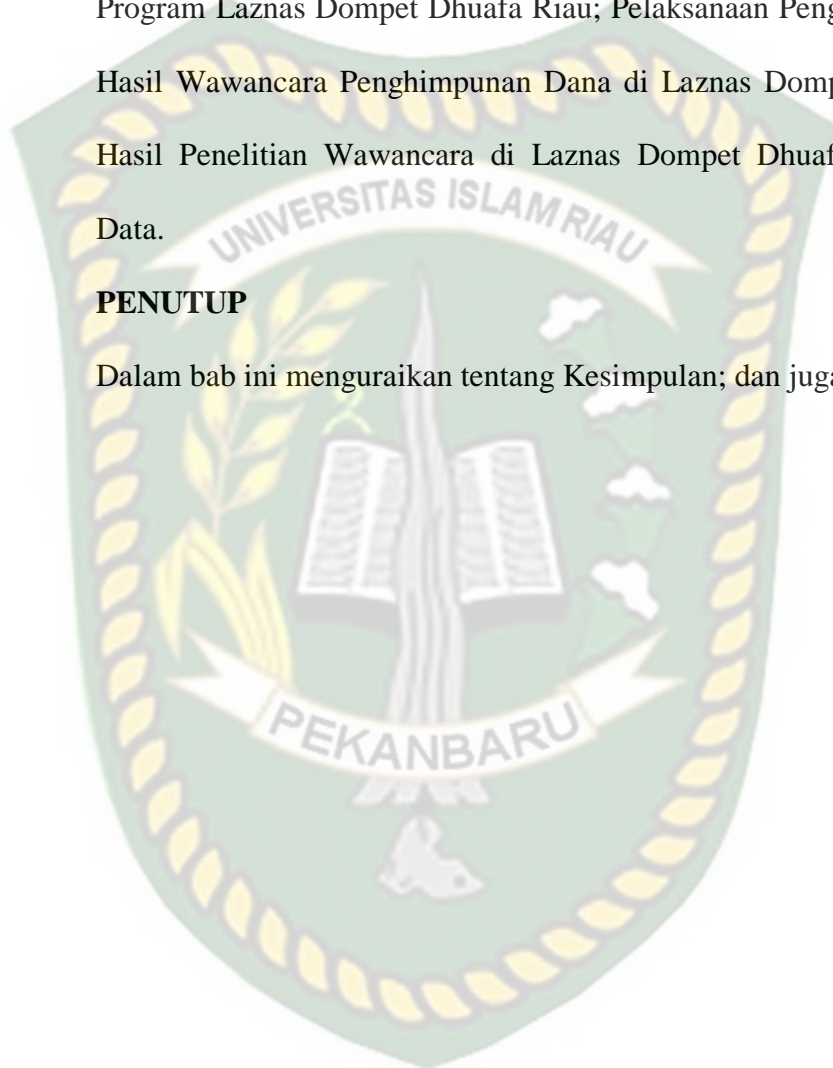 Program Laznas Dompet Dhuafa Riau; Pelaksanaan Peng
Hasil Wawancara Penghimpunan Dana di Laznas Domp
Hasil Penelitian Wawancara di Laznas Dompet Dhuaf
Data.
UNIVERSITAS ISLAM RIAU
PENUTUP
Dalam bab ini menguraikan tentang Kesimpulan; dan juga
PEKANBARU